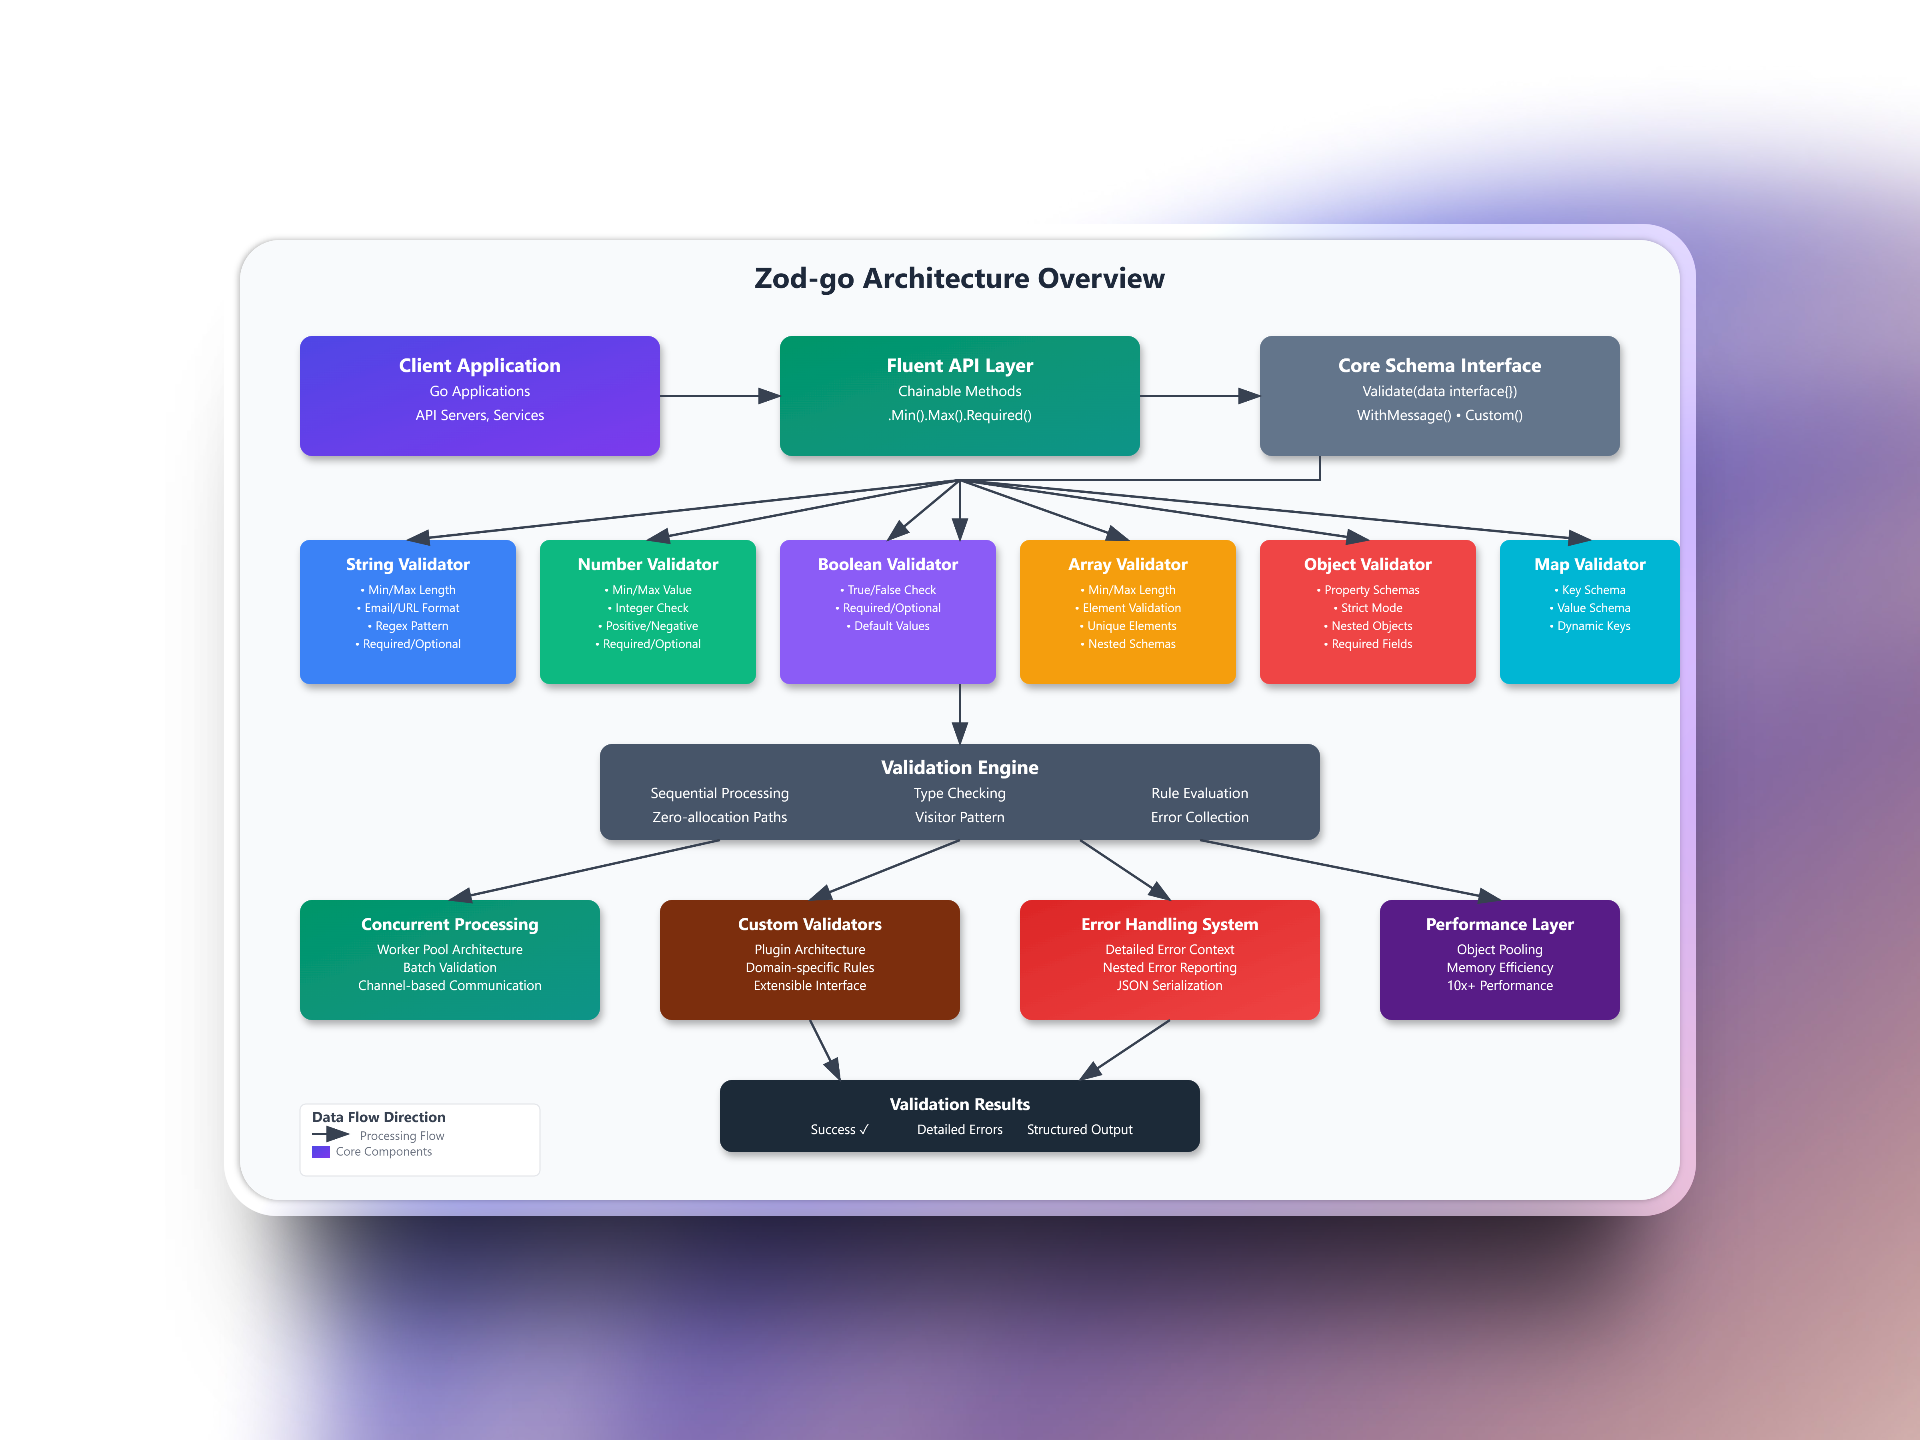 Zod-go Architecture Overview
Client Application
Go Applications
API Servers, Services
Fluent API Layer
Chainable Methods
.Min().Max().Required()
Core Schema Interface
Validate(data interface{})
WithMessage() • Custom()
String Validator
• Min/Max Length
• Email/URL Format
• Regex Pattern
• Required/Optional
Number Validator
• Min/Max Value
• Integer Check
• Positive/Negative
• Required/Optional
Boolean Validator
• True/False Check
• Required/Optional
• Default Values
Array Validator
• Min/Max Length
• Element Validation
• Unique Elements
• Nested Schemas
Object Validator
• Property Schemas
• Strict Mode
• Nested Objects
• Required Fields
Map Validator
• Key Schema
• Value Schema
• Dynamic Keys
Validation Engine
Sequential Processing
Type Checking
Rule Evaluation
Zero-allocation Paths
Visitor Pattern
Error Collection
Concurrent Processing
Worker Pool Architecture
Batch Validation
Channel-based Communication
Custom Validators
Plugin Architecture
Domain-specific Rules
Extensible Interface
Error Handling System
Detailed Error Context
Nested Error Reporting
JSON Serialization
Performance Layer
Object Pooling
Memory Efficiency
10x+ Performance
Validation Results
Success ✓
Detailed Errors
Structured Output
Data Flow Direction
Processing Flow
Core Components